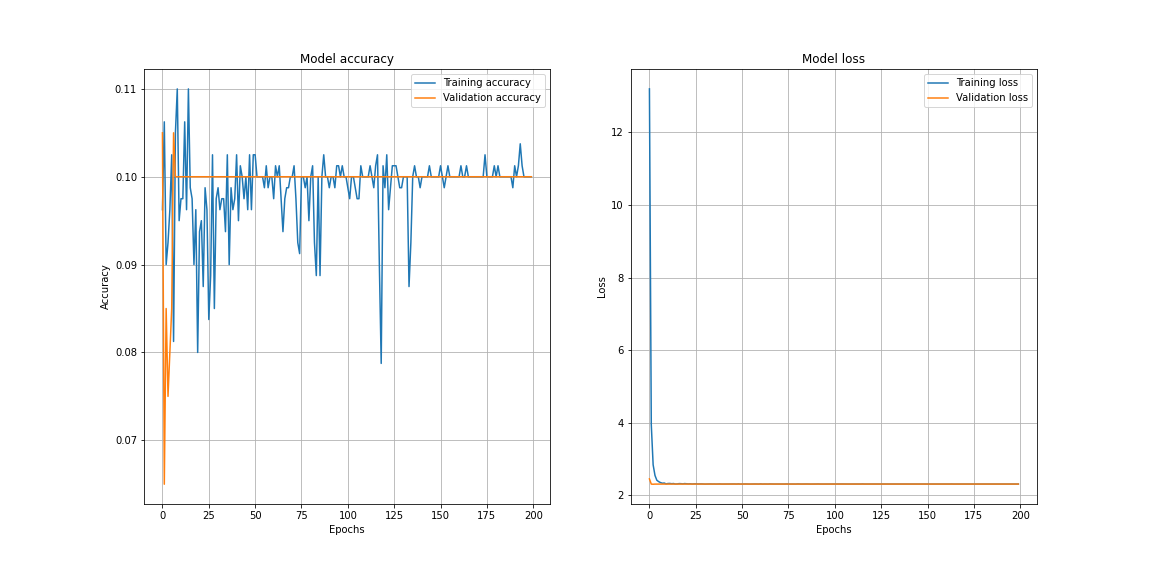 Model accuracy
Training accuracy
Validation accuracy
0.11
0.10
0.09
0.08
0.07
Accuracy
0 25 50 75 100 125 150 175 200
Epochs
Model loss
Training loss
Validation loss
12
10
8
6
4
2
Loss
0 25 50 75 100 125 150 175 200
Epochs